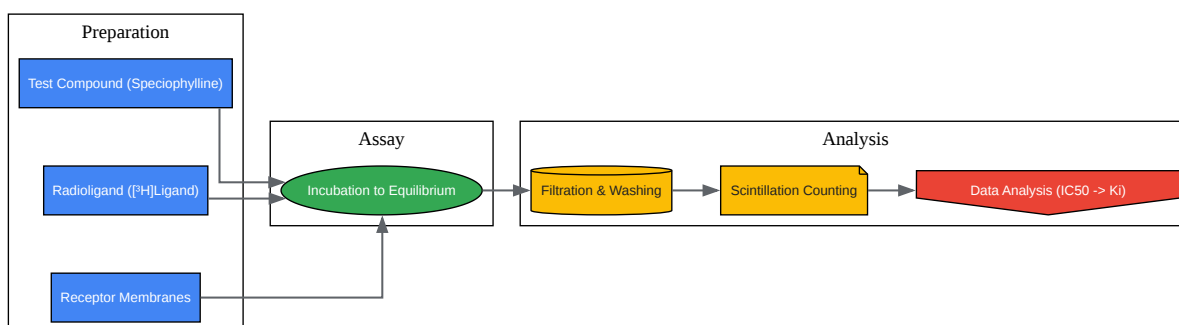 Preparation
Test Compound (Speciophylline)
Radioligand ([³H]Ligand)
Receptor Membranes
Assay
Incubation to Equilibrium
Analysis
Filtration & Washing
Scintillation Counting
Data Analysis (IC50 -> Ki)